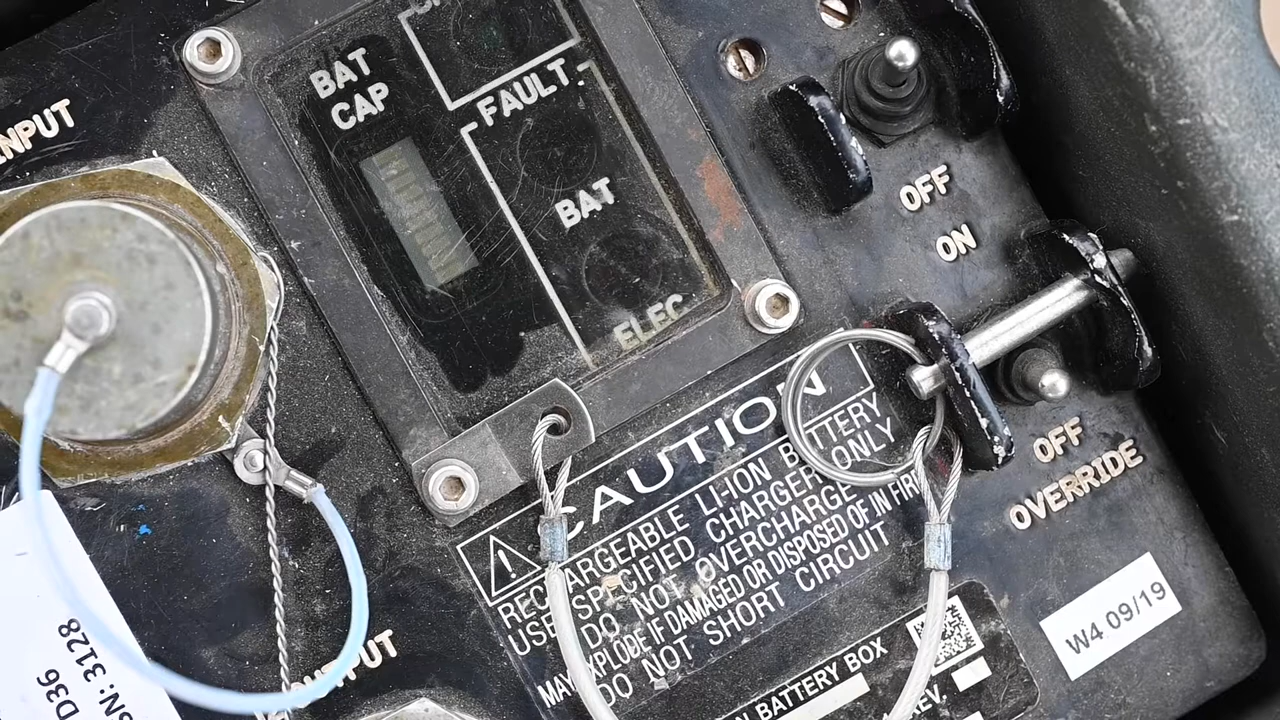 INPUT
BAT
CAP
FAULT
BAT
ELEC
OFF
ON
OFF
OVERRIDE
CAUTION
RECHARGEABLE LI-ION BATTERY
USE SPECIFIED CHARGER ONLY
DO NOT OVERCHARGE
MAY EXPLODE IF DAMAGED OR DISPOSED OF IN FIRE
DO NOT SHORT CIRCUIT
BATTERY BOX
REV.
W4 09/19
D36
SN: 3128
OUTPUT